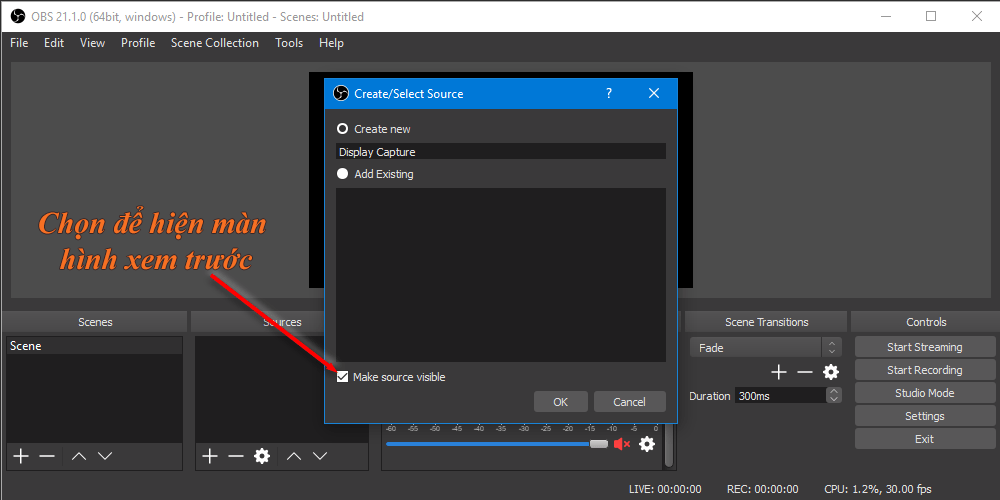 OBS 21.1.0 (64bit, windows) - Profile: Untitled - Scenes: Untitled
File Edit View Profile Scene Collection Tools Help
Create/Select Source ?
Create new
Display Capture
Add Existing
Chọn để hiện màn
hình xem trước
Make source visible
OK Cancel
Scenes Sources Scene Transitions Controls
Scene
Fade
Duration 300ms
Start Streaming
Start Recording
Studio Mode
Settings
Exit
-60 -55 -50 -45 -40 -35 -30 -25 -20 -15 -10 -5 0
LIVE: 00:00:00 REC: 00:00:00 CPU: 1.2%, 30.00 fps